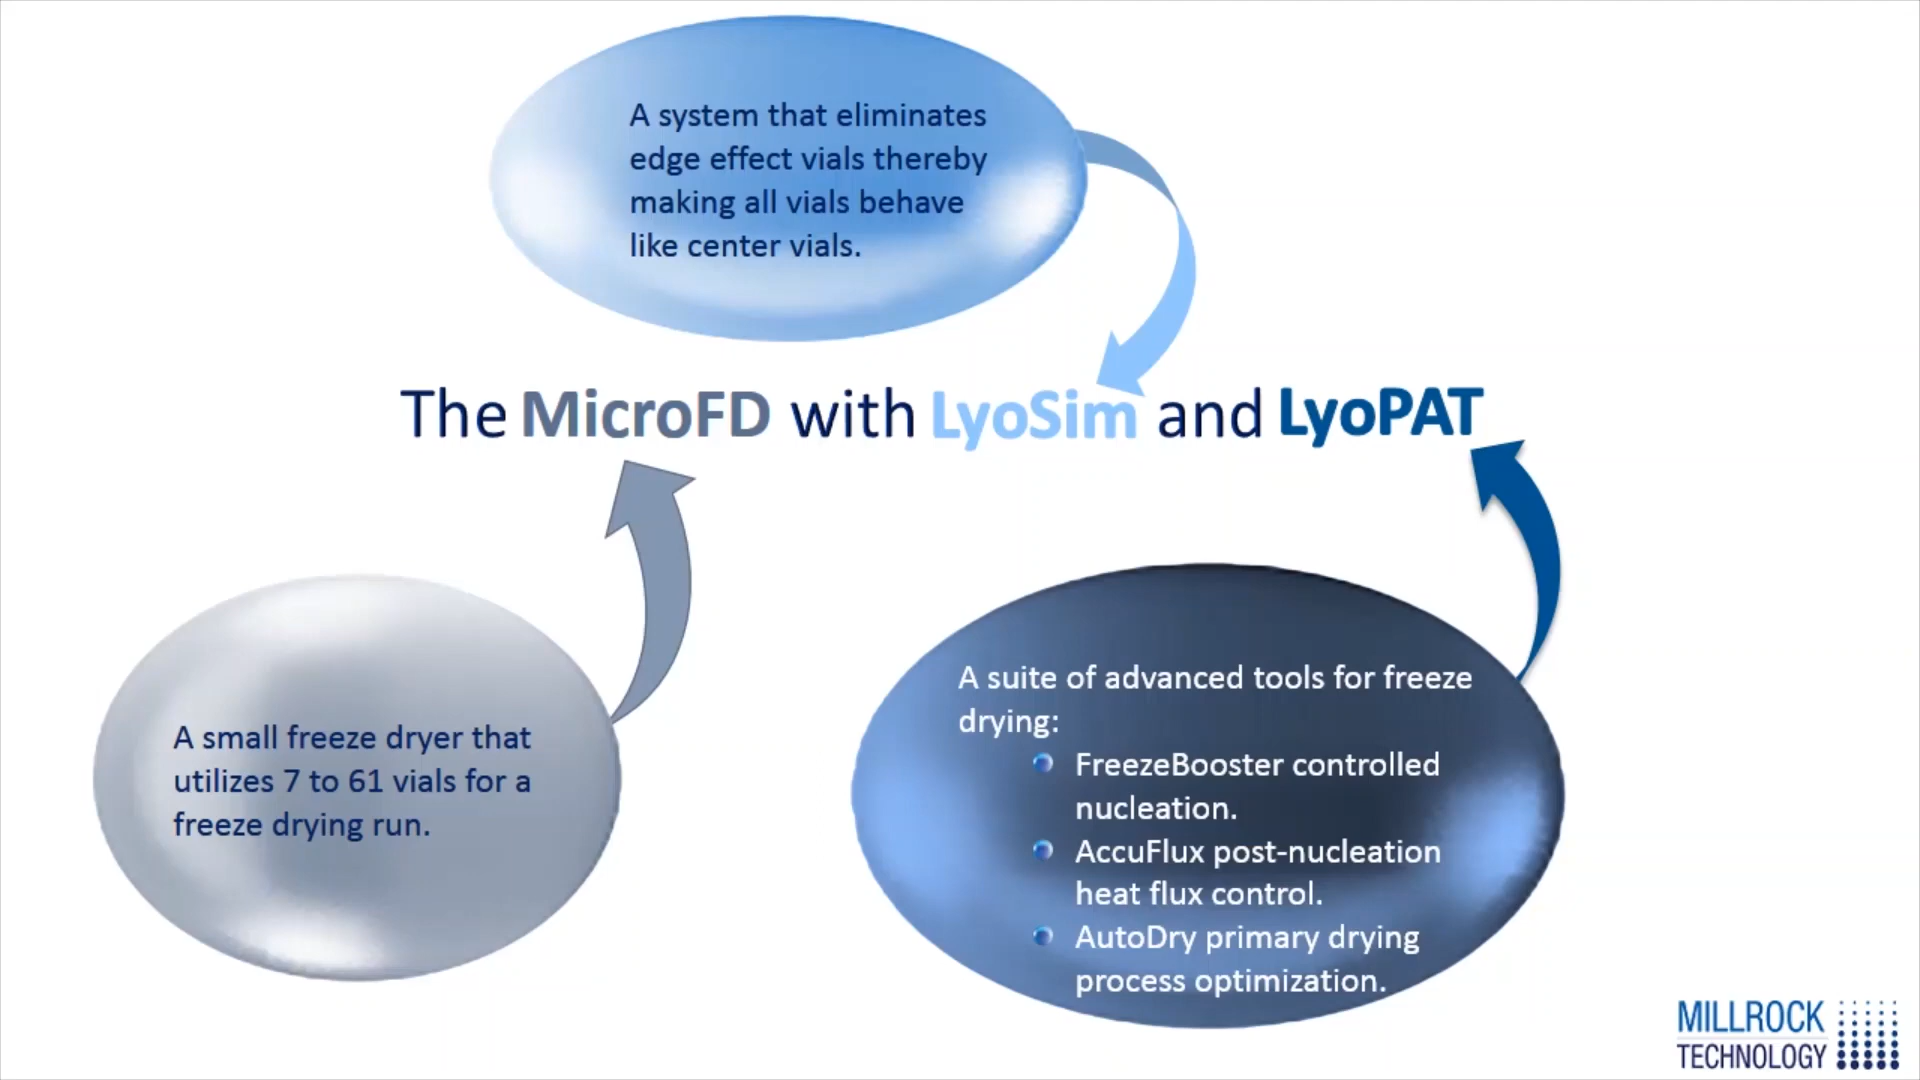 A system that eliminates
edge effect vials thereby
making all vials behave
like center vials.
The MicroFD with LyoSim and LyoPAT
A small freeze dryer that
utilizes 7 to 61 vials for a
freeze drying run.
A suite of advanced tools for freeze
drying:
FreezeBooster controlled
nucleation.
AccuFlux post-nucleation
heat flux control.
AutoDry primary drying
process optimization.
MILLROCK
TECHNOLOGY